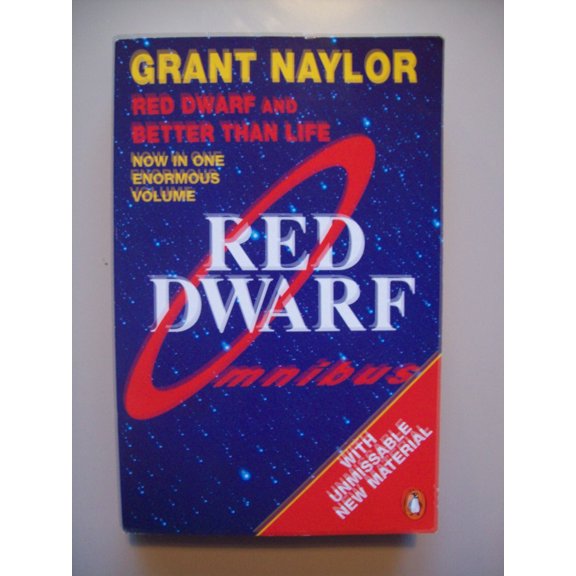 GRANT NAYLOR
RED DWARF AND
BETTER THAN LIFE
NOW IN ONE
ENORMOUS
VOLUME
RED
DWARF
Omnibus
WITH
UNMISSABLE
NEW MATERIAL